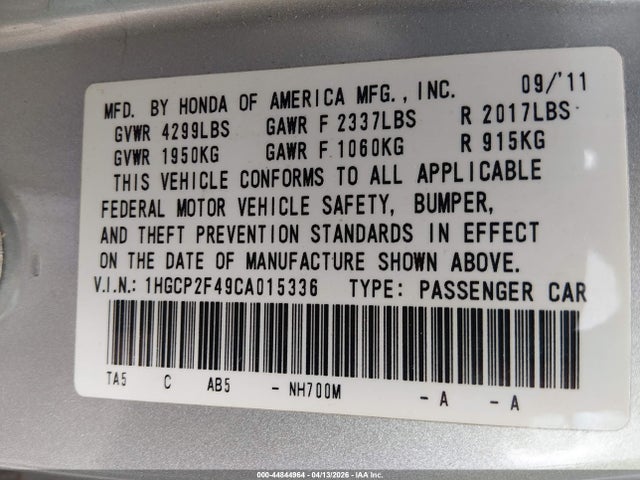 MFD. BY HONDA OF AMERICA MFG., INC. 09/'11
GVWR 4299LBS GAWR F 2337LBS R 2017LBS
GVWR 1950KG GAWR F 1060KG R 915KG
THIS VEHICLE CONFORMS TO ALL APPLICABLE
FEDERAL MOTOR VEHICLE SAFETY, BUMPER,
AND THEFT PREVENTION STANDARDS IN EFFECT
ON THE DATE OF MANUFACTURE SHOWN ABOVE.
V.I.N.: 1HGCP2F49CA015336 TYPE: PASSENGER CAR
TA5 C AB5 - NH700M - A - A
000-44844964 | 04/13/2026 | IAA Inc.